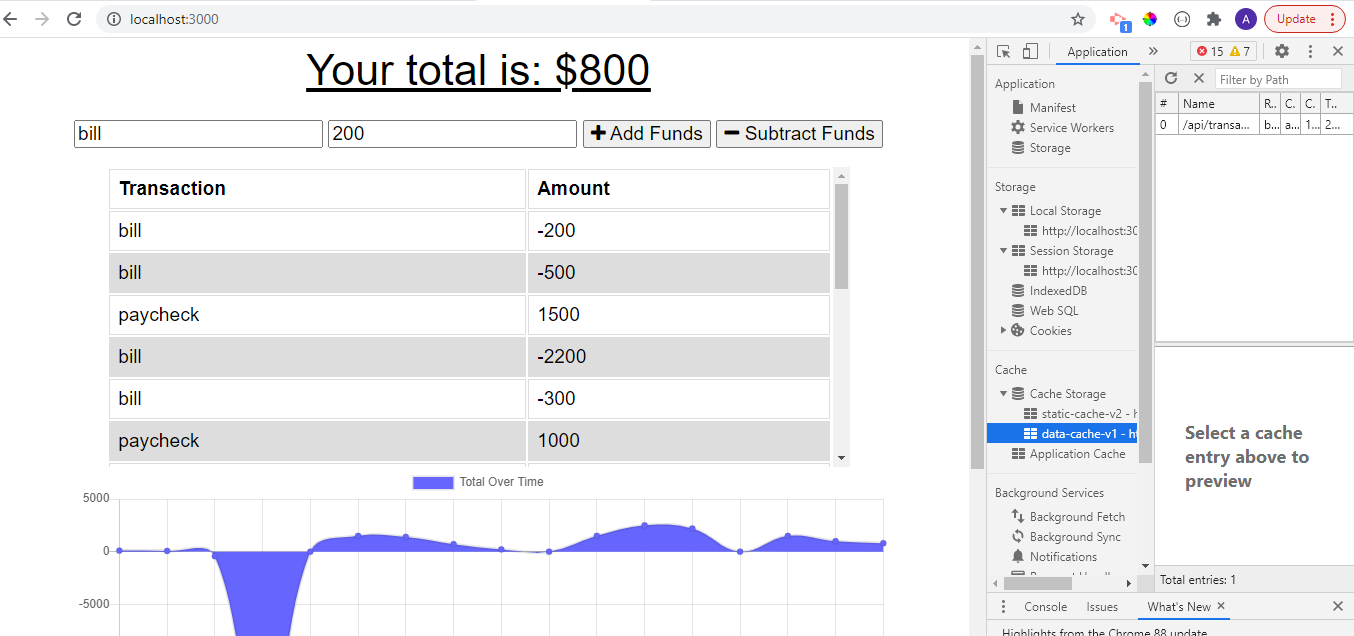 localhost:3000
1
A
Update
Your total is: $800
bill
200
Add Funds
Subtract Funds
Transaction
Amount
bill
-200
bill
-500
paycheck
1500
bill
-2200
bill
-300
paycheck
1000
Total Over Time
5000
0
-5000
Application
15
7
Application
Manifest
Service Workers
Storage
Storage
Local Storage
http://localhost:30
Session Storage
http://localhost:30
IndexedDB
Web SQL
Cookies
Cache
Cache Storage
static-cache-v2 - h
data-cache-v1 - ht
Application Cache
Background Services
Background Fetch
Background Sync
Notifications
Filter by Path
# Name R.. C. C. T..
0 /api/transa... b... a... 1... 2...
Select a cache
entry above to
preview
Total entries: 1
Console
Issues
What's New
Highlights from the Chrome 88 update